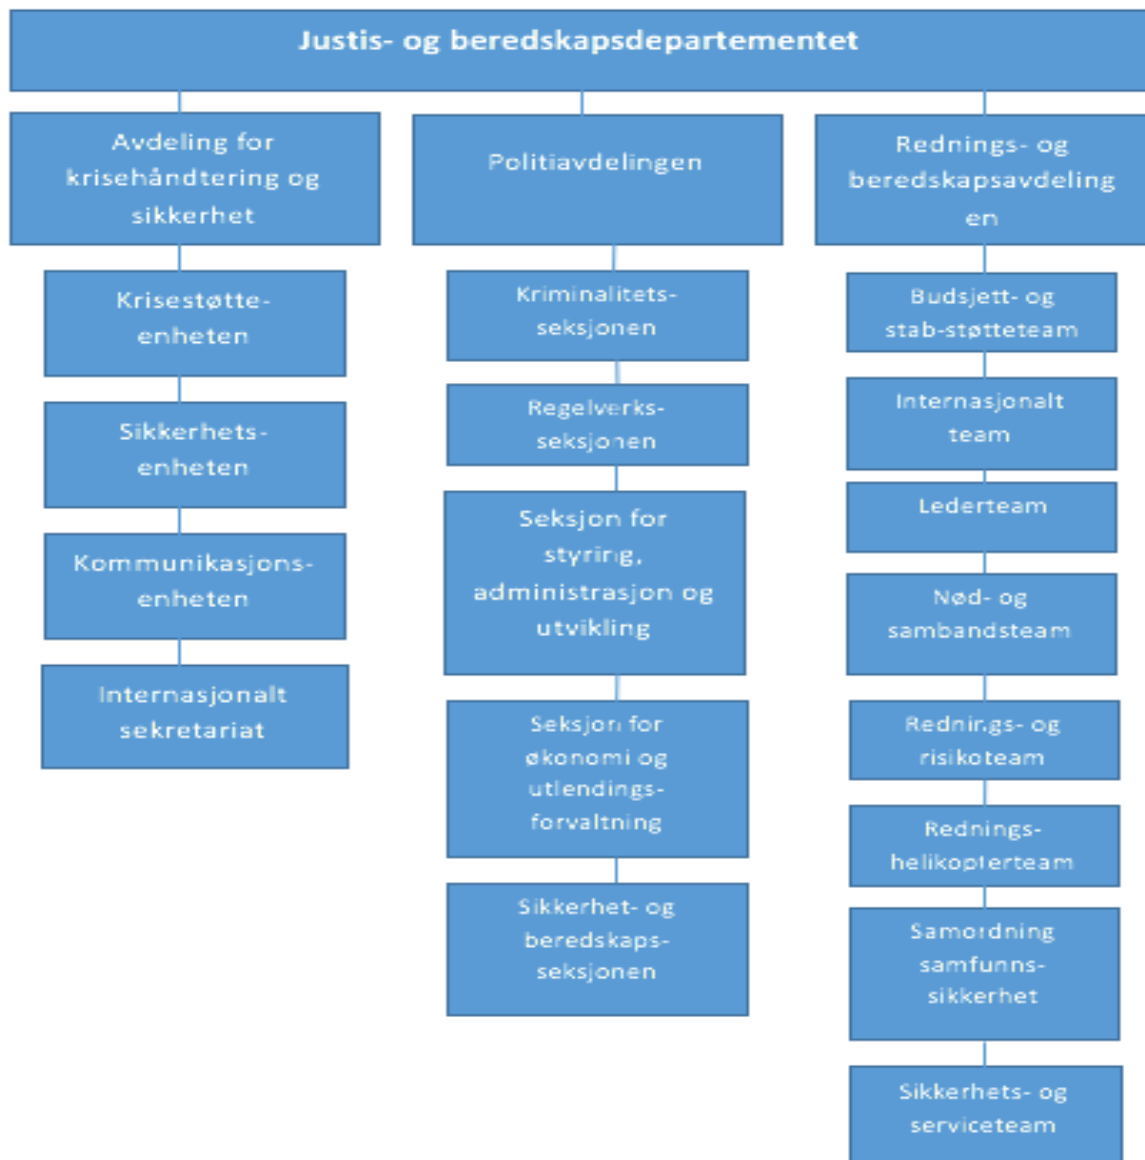 Justis- og beredskapsdepartementet
Avdeling for
krisehåndtering og
sikkerhet
Krisestøtte-
enheten
Sikkerhets-
enheten
Kommunikasjons-
enheten
Internasjonalt
sekretariat
Politiavdelingen
Kriminalitets-
seksjonen
Regelverks-
seksjonen
Seksjon for
styring,
administrasjon og
utvikling
Seksjon for
økonomi og
utlendings-
forvaltning
Sikkerhet- og
beredskaps-
seksjonen
Rednings- og
beredskapsavdeling
en
Budsjett- og
stab-støtteteam
Internasjonalt
team
Lederteam
Nød- og
sambandsteam
Rednings- og
risikoteam
Rednings-
helikopterteam
Samordning
samfunns-
sikkerhet
Sikkerhets- og
serviceteam